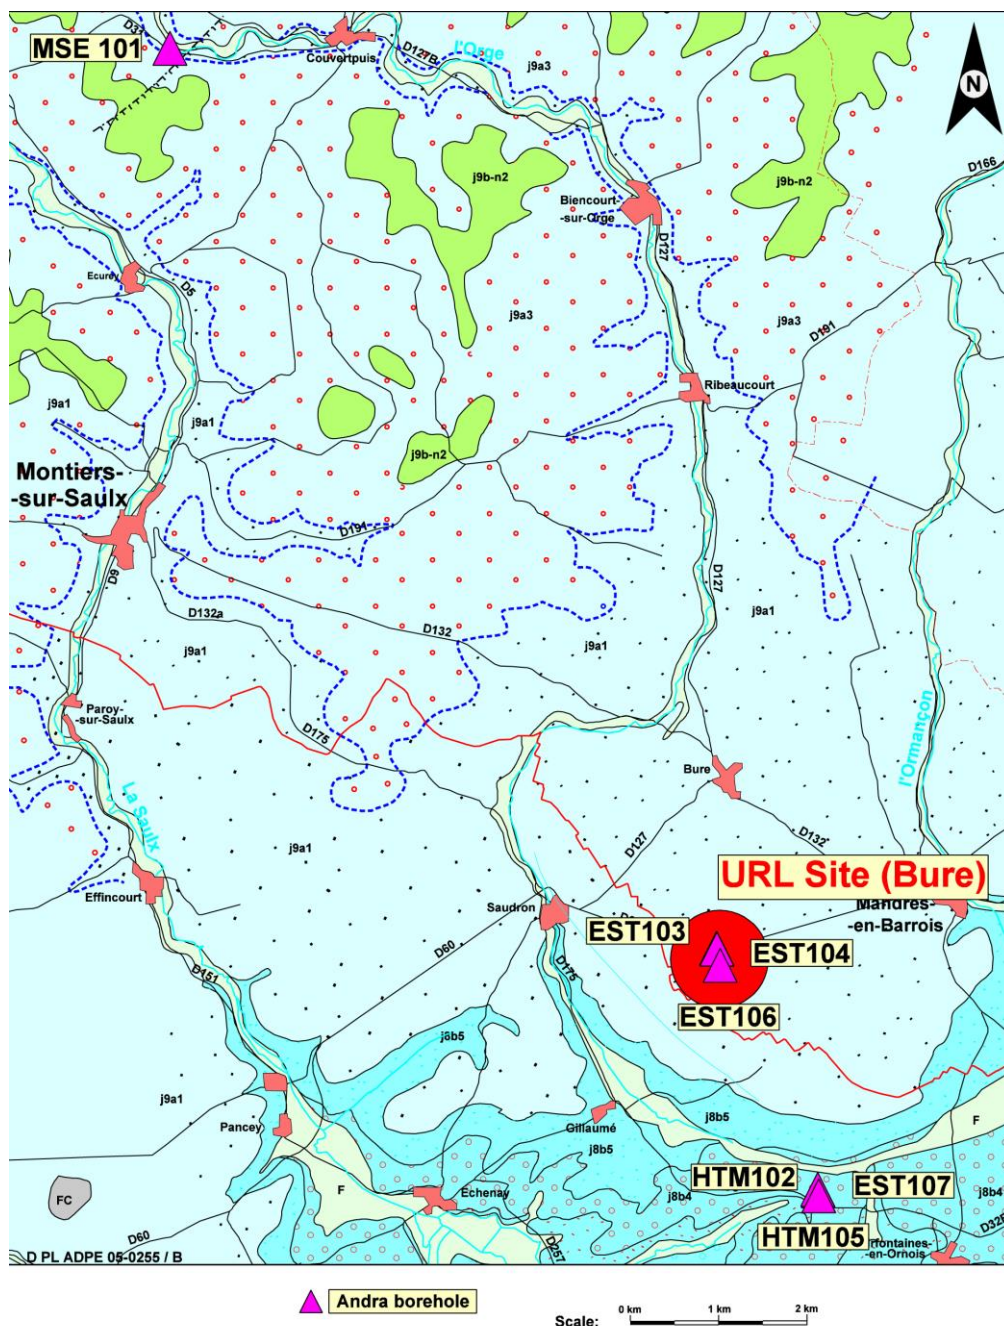 MSE 101
D3
Couvertpuis
D127B
l'Orge
j9a3
N
D166
j9b-n2
j9b-n2
Biencourt
-sur-Orge
D127
Ecurey
D5
j9a3
j9a3
D191
j9a1
j9a1
Ribeaucourt
j9b-n2
Montiers-
-sur-Saulx
D191
D9
D127
D132a
D132
j9a1
j9a1
j9a1
Paroy-
-sur-Saulx
D175
l'Ormançon
Bure
La Saulx
D127
D132
j9a1
URL Site (Bure)
Effincourt
Saudron
Mandres-
-en-Barrois
EST103
EST104
D60
D151
D175
EST106
j8b5
j9a1
Pancey
Gillaumé
j8b5
j8b5
F
FC
F
Echenay
HTM102
EST107
j8b4
j8b4
HTM105
D60
D257
-en-Ornois
D PL ADPE 05-0255 / B
Andra borehole
Scale:
0 km
1 km
2 km